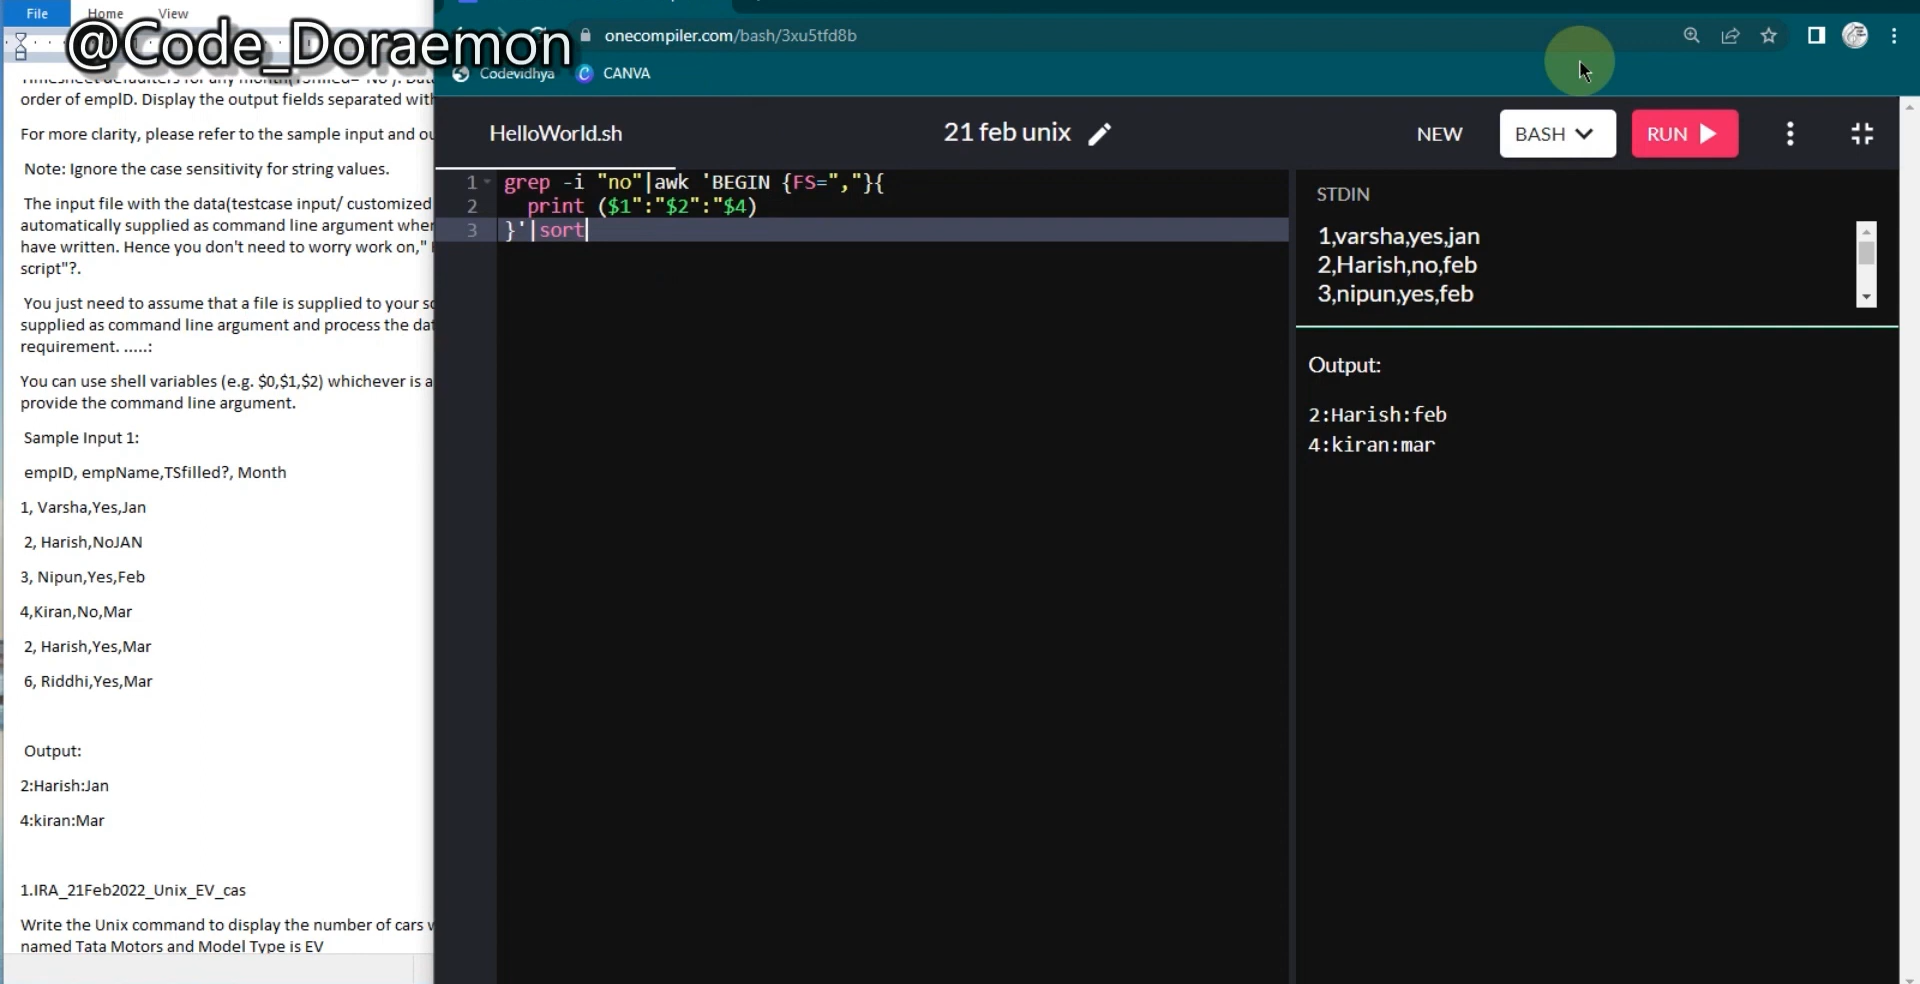 File Home View
@Code_Doraemon
onecompiler.com/bash/3xu5tfd8b
Codevidhya CANVA
order of empID. Display the output fields separated with
For more clarity, please refer to the sample input and ou
Note: Ignore the case sensitivity for string values.
The input file with the data(testcase input/ customized
automatically supplied as command line argument wher
have written. Hence you don't need to worry work on,"
script"?.
You just need to assume that a file is supplied to your sc
supplied as command line argument and process the dat
requirement. .....:
You can use shell variables (e.g. $0,$1,$2) whichever is a
provide the command line argument.
Sample Input 1:
empID, empName,TSfilled?, Month
1, Varsha,Yes,Jan
2, Harish,NoJAN
3, Nipun,Yes,Feb
4,Kiran,No,Mar
2, Harish,Yes,Mar
6, Riddhi,Yes,Mar
Output:
2:Harish:Jan
4:kiran:Mar
1.IRA_21Feb2022_Unix_EV_cas
Write the Unix command to display the number of cars w
named Tata Motors and Model Type is EV
HelloWorld.sh
21 feb unix
NEW
BASH
RUN
1 grep -i "no"|awk 'BEGIN {FS=","}{
2 print ($1":"$2":"$4)
3 }'|sort
STDIN
1,varsha,yes,jan
2,Harish,no,feb
3,nipun,yes,feb
Output:
2:Harish:feb
4:kiran:mar